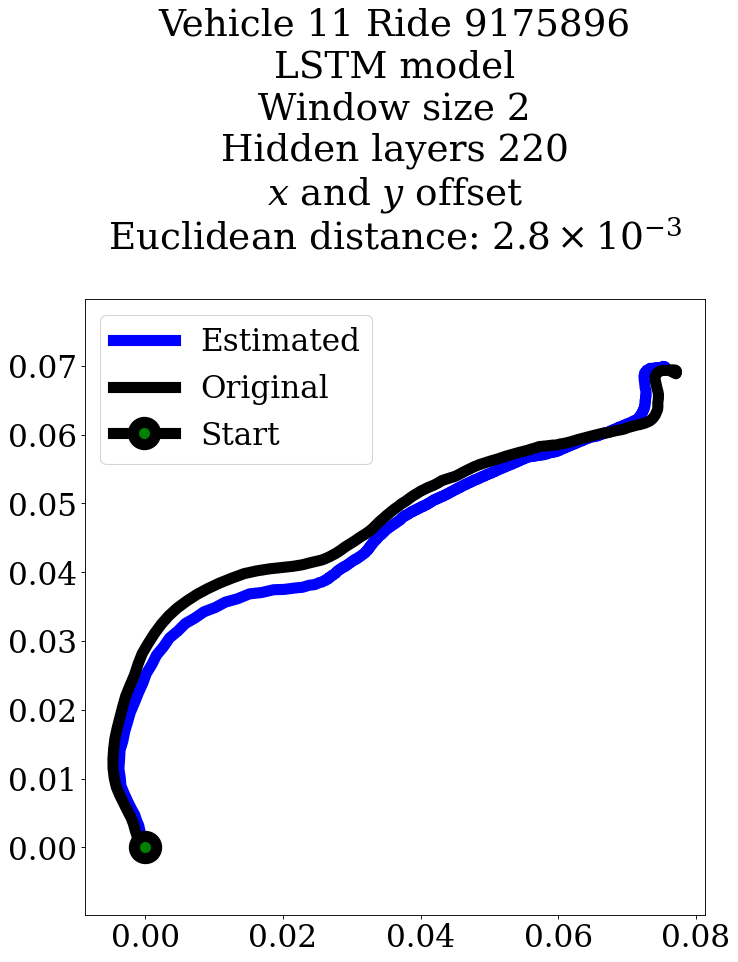 Vehicle 11 Ride 9175896
LSTM model
Window size 2
Hidden layers 220
x and y offset
Euclidean distance: 2.8 × 10⁻³
Estimated
Original
Start
0.07
0.06
0.05
0.04
0.03
0.02
0.01
0.00
0.00 0.02 0.04 0.06 0.08